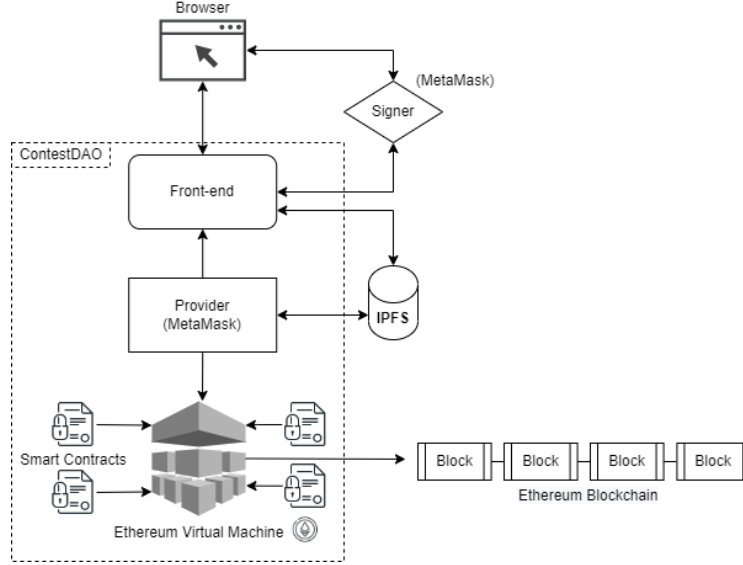 Browser
(MetaMask)
Signer
ContestDAO
Front-end
Provider
(MetaMask)
IPFS
Smart Contracts
Block
Block
Block
Block
Ethereum Blockchain
Ethereum Virtual Machine